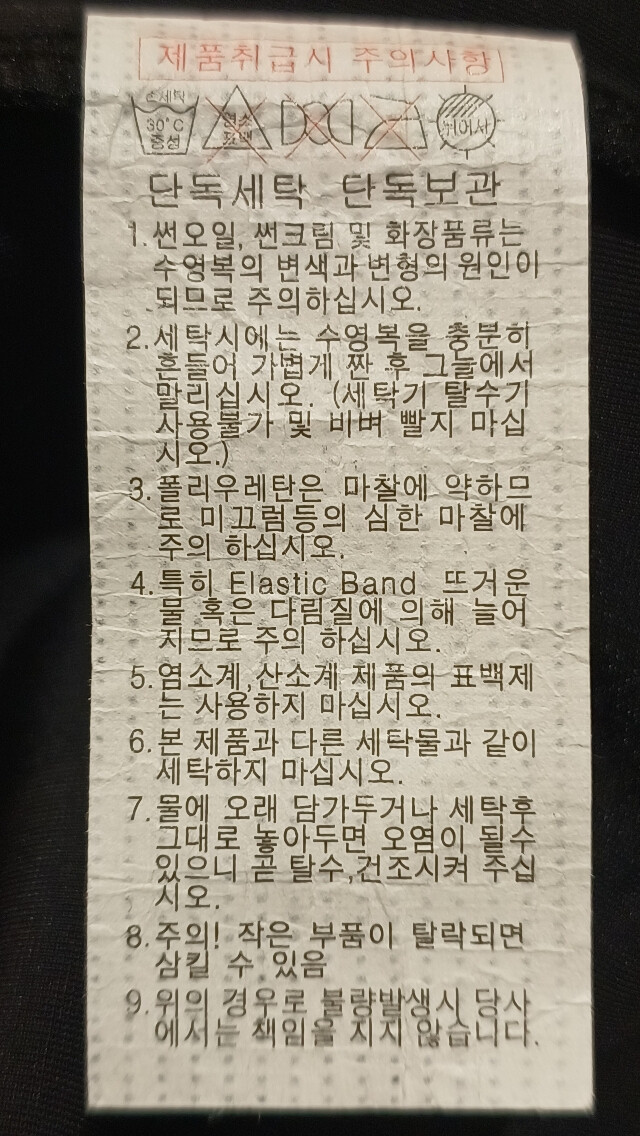 제품취급시 주의사항
손세탁
30°C
중성
염소
표백
뉘어서
단독세탁 단독보관
1.썬오일, 썬크림 및 화장품류는
수영복의 변색과 변형의 원인이
되므로 주의하십시오.
2.세탁시에는 수영복을 충분히
흔들어 가볍게 짠 후 그늘에서
말리십시오. (세탁기 탈수기
사용불가 및 비벼 빨지 마십
시오.)
3.폴리우레탄은 마찰에 약하므
로 미끄럼등의 심한 마찰에
주의 하십시오.
4.특히 Elastic Band 뜨거운
물 혹은 다림질에 의해 늘어
지므로 주의 하십시오.
5.염소계,산소계 제품의 표백제
는 사용하지 마십시오.
6.본 제품과 다른 세탁물과 같이
세탁하지 마십시오.
7.물에 오래 담가두거나 세탁후
그대로 놓아두면 오염이 될수
있으니 곧 탈수,건조시켜 주십
시오.
8.주의! 작은 부품이 탈락되면
삼킬 수 있음
9.위의 경우로 불량발생시 당사
에서는 책임을 지지 않습니다.